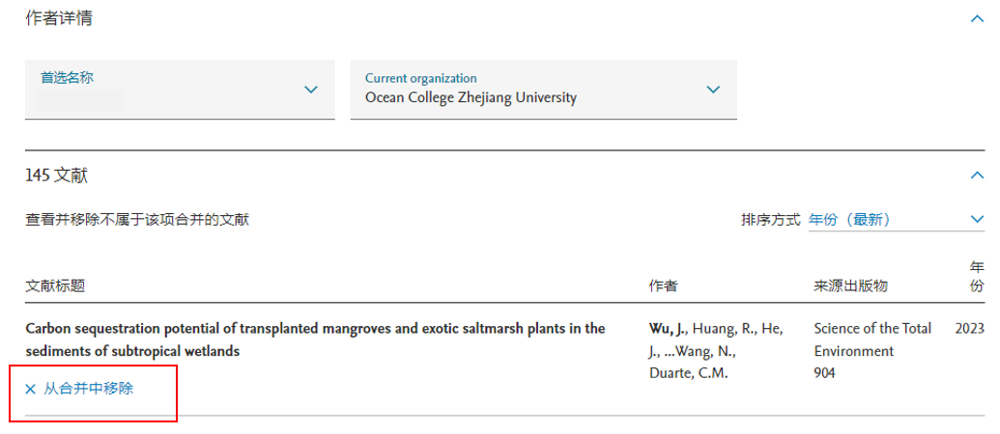 作者详情
首选名称
Current organization
Ocean College Zhejiang University
145 文献
查看并移除不属于该项合并的文献
排序方式 年份（最新）
文献标题 作者 来源出版物 年份
Carbon sequestration potential of transplanted mangroves and exotic saltmarsh plants in the
sediments of subtropical wetlands
Wu, J., Huang, R., He,
J., ...Wang, N.,
Duarte, C.M.
Science of the Total
Environment
904
2023
× 从合并中移除